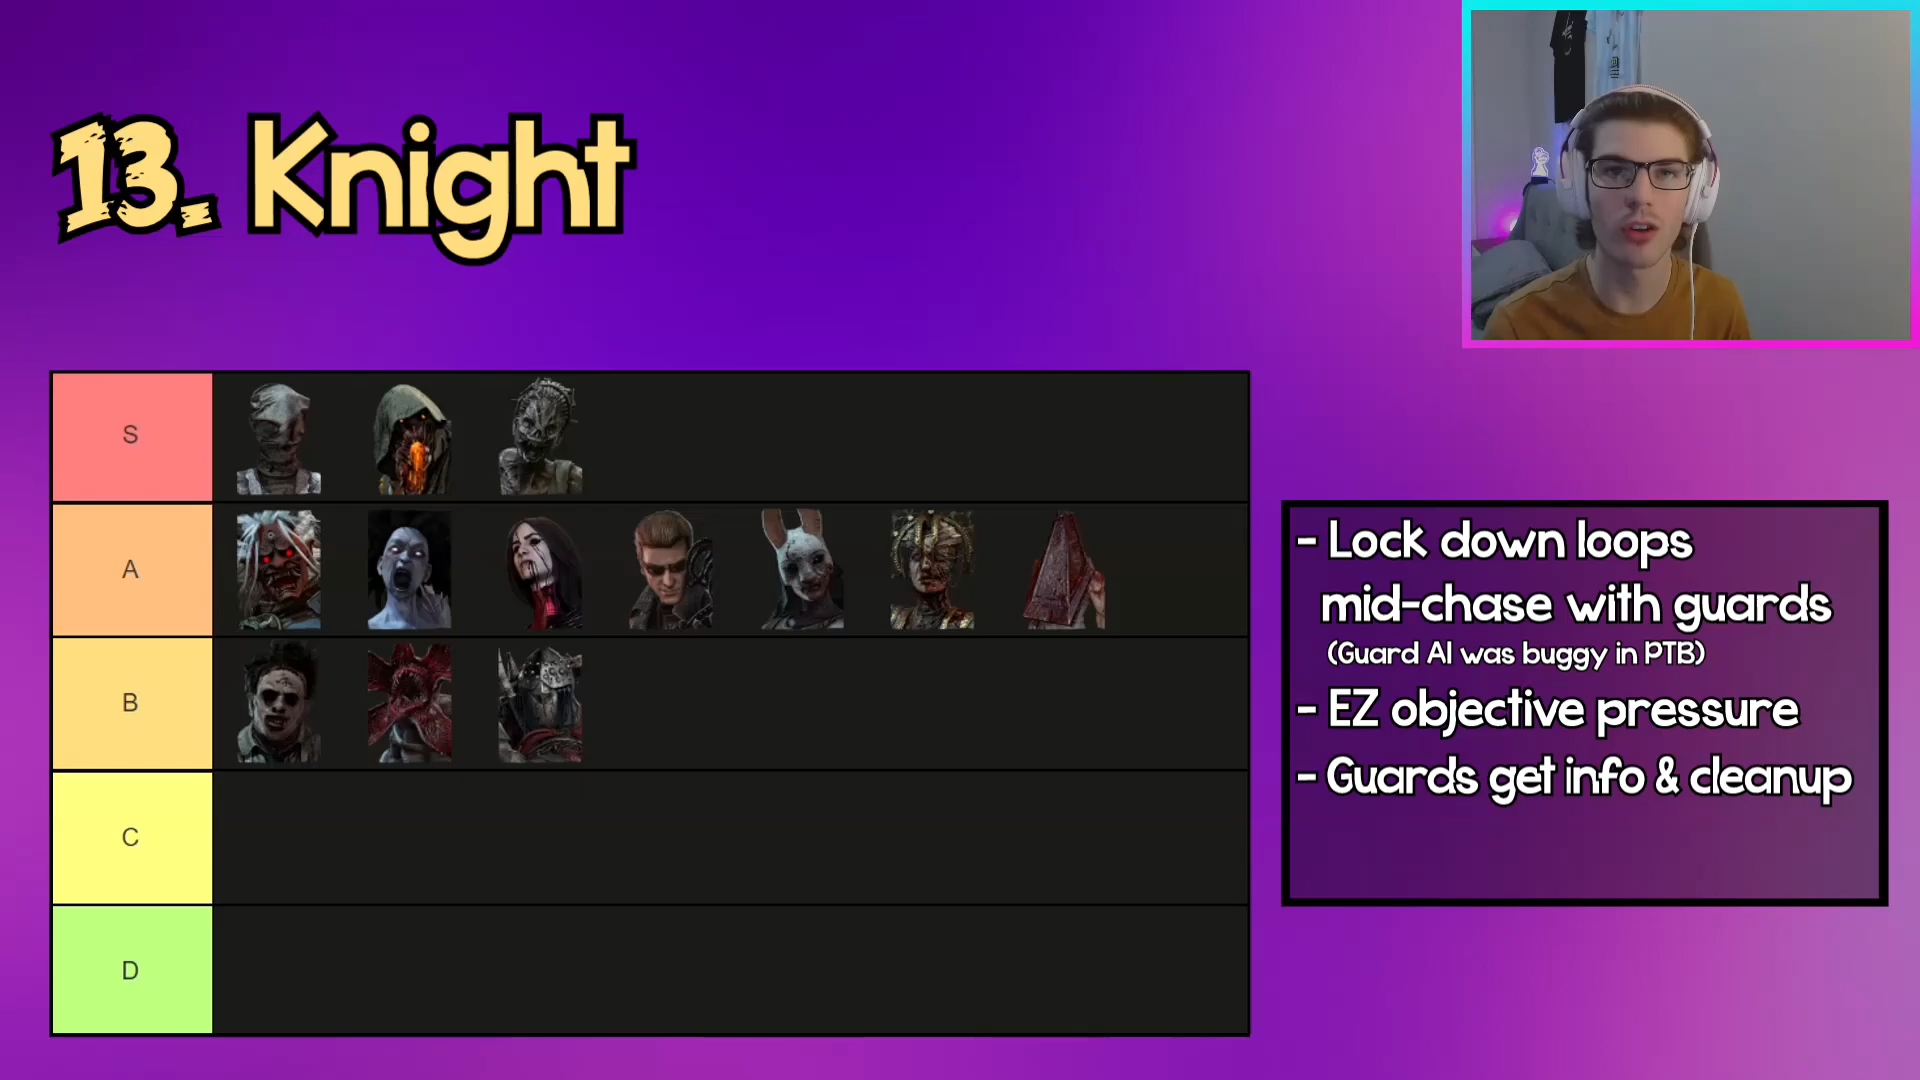 13. Knight
S
A
B
C
D
- Lock down loops
mid-chase with guards
(Guard AI was buggy in PTB)
- EZ objective pressure
- Guards get info & cleanup